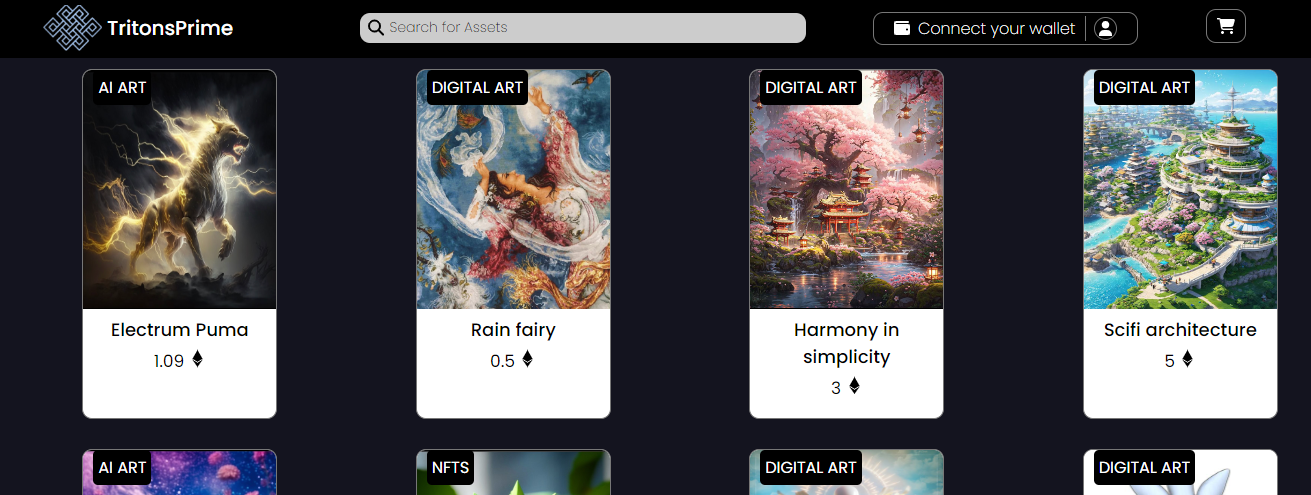 TritonsPrime
Search for Assets
Connect your wallet
AI ART
DIGITAL ART
DIGITAL ART
DIGITAL ART
Electrum Puma
1.09
Rain fairy
0.5
Harmony in
simplicity
3
Scifi architecture
5
AI ART
NFTS
DIGITAL ART
DIGITAL ART